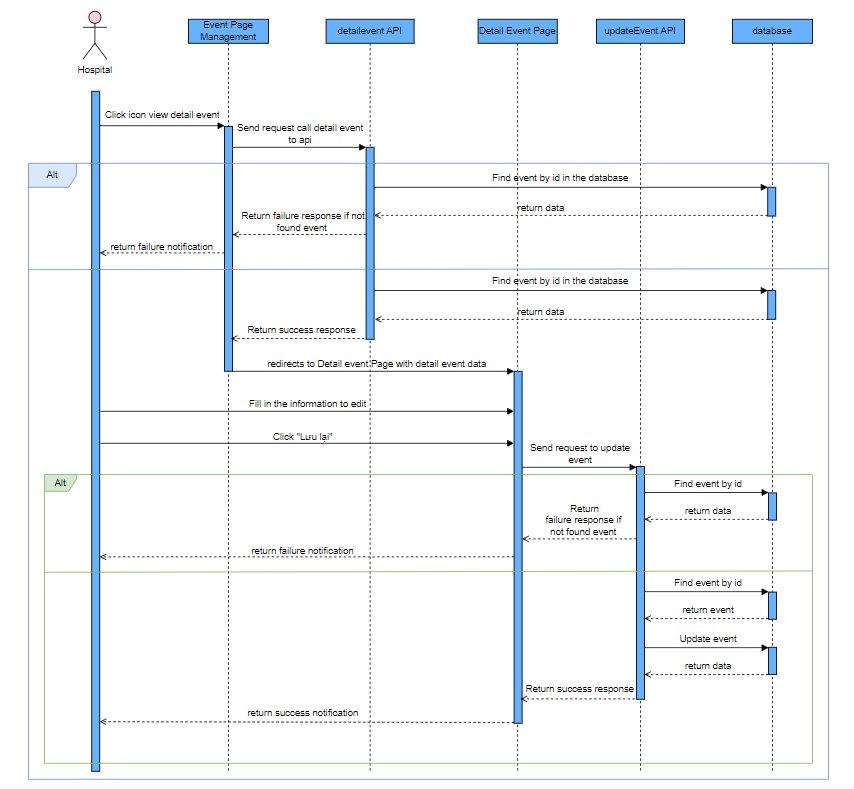 Event Page
Management
detailevent API
Detail Event Page
updateEvent API
database
Hospital
Click icon view detail event
Send request call detail event
to api
Alt
Find event by id in the database
return data
Return failure response if not
found event
return failure notification
Find event by id in the database
return data
Return success response
redirects to Detail event Page with detail event data
Fill in the information to edit
Click "Lưu lại"
Send request to update
event
Alt
Find event by id
return data
Return
failure response if
not found event
return failure notification
Find event by id
return event
Update event
return data
Return success response
return success notification